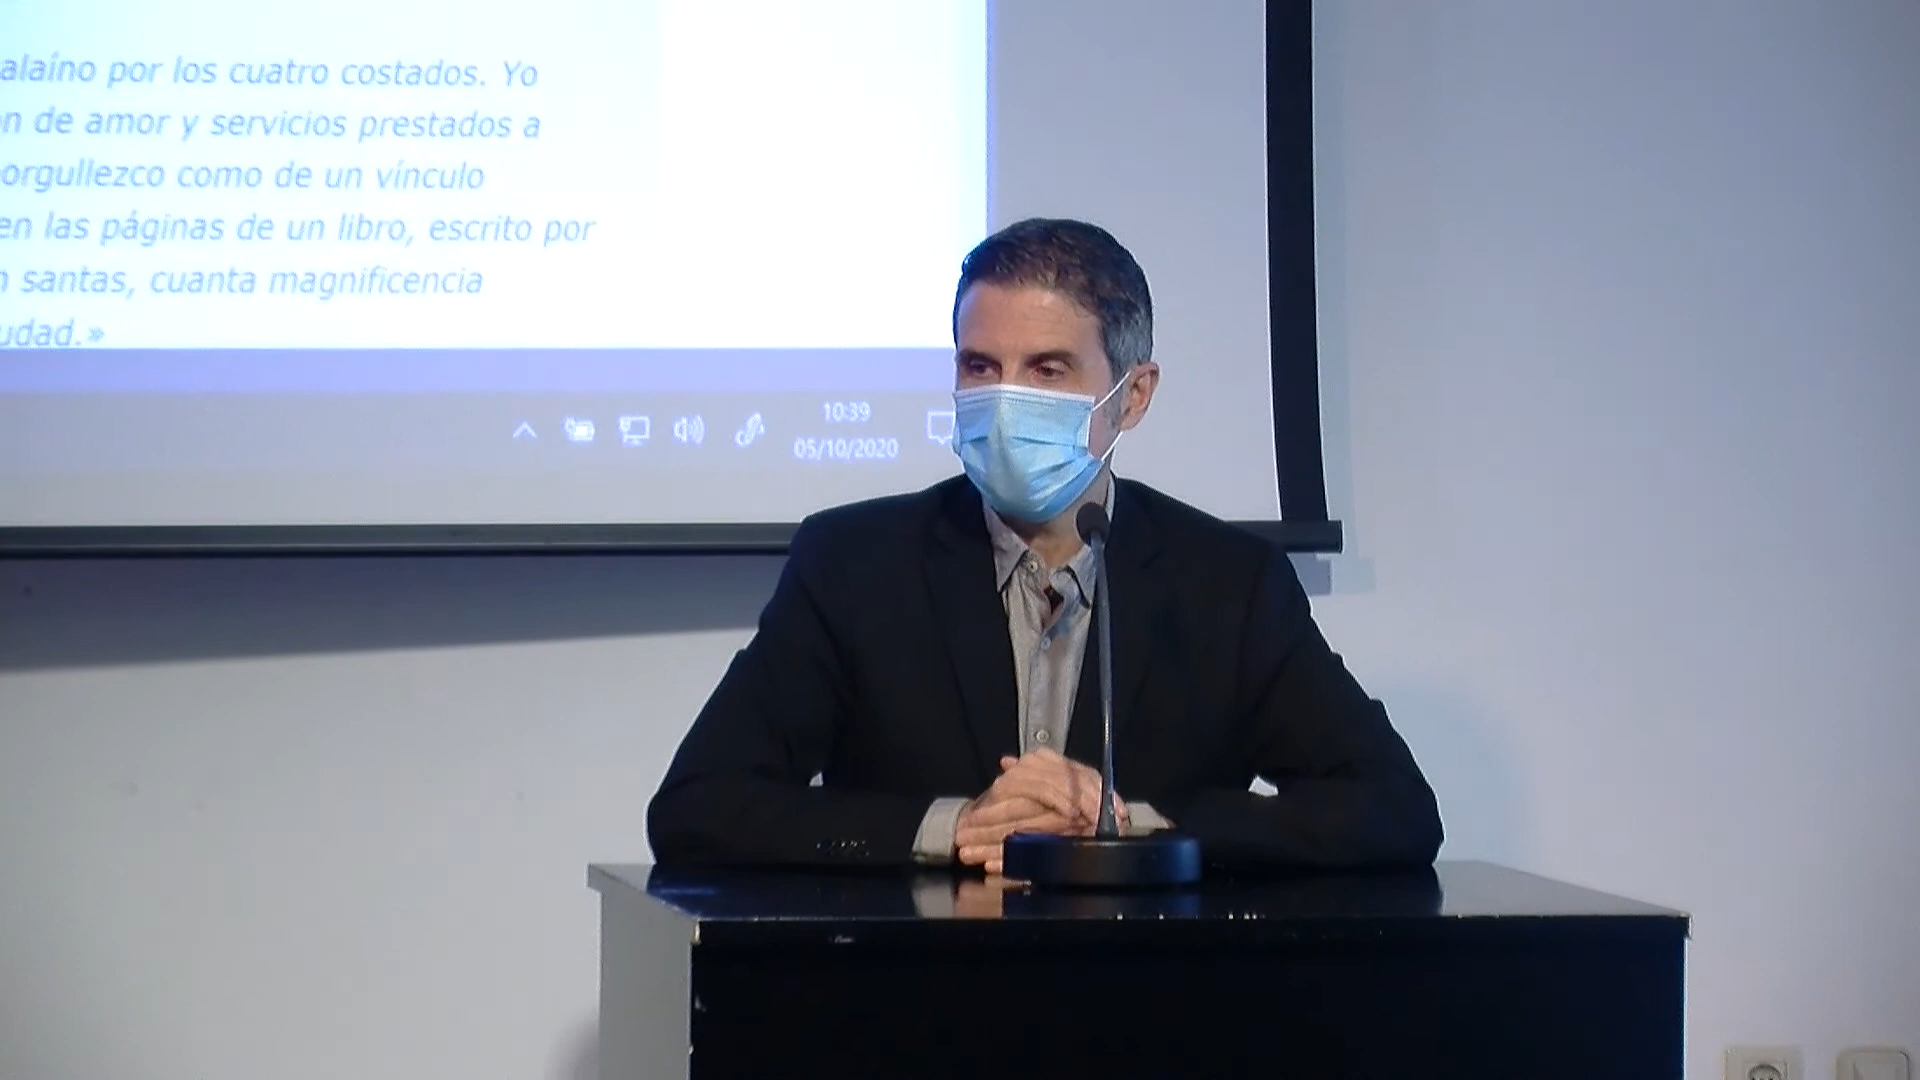 alaíno por los cuatro costados. Yo
n de amor y servicios prestados a
orgullezco como de un vínculo
en las páginas de un libro, escrito por
n santas, cuanta magnificencia
udad.»
10:39
05/10/2020